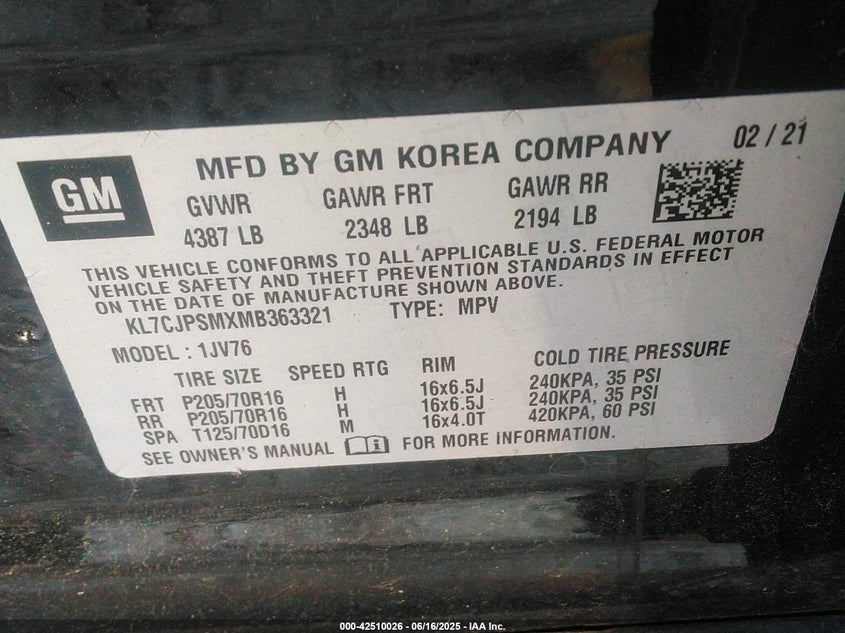 GM
MFD BY GM KOREA COMPANY 02 / 21
GVWR GAWR FRT GAWR RR
4387 LB 2348 LB 2194 LB
THIS VEHICLE CONFORMS TO ALL APPLICABLE U.S. FEDERAL MOTOR
VEHICLE SAFETY AND THEFT PREVENTION STANDARDS IN EFFECT
ON THE DATE OF MANUFACTURE SHOWN ABOVE.
KL7CJPSMXMB363321 TYPE: MPV
MODEL : 1JV76
TIRE SIZE SPEED RTG RIM COLD TIRE PRESSURE
FRT P205/70R16 H 16x6.5J 240KPA, 35 PSI
RR P205/70R16 H 16x6.5J 240KPA, 35 PSI
SPA T125/70D16 M 16x4.0T 420KPA, 60 PSI
SEE OWNER'S MANUAL FOR MORE INFORMATION.
000-42510026 - 06/16/2025 - IAA Inc.